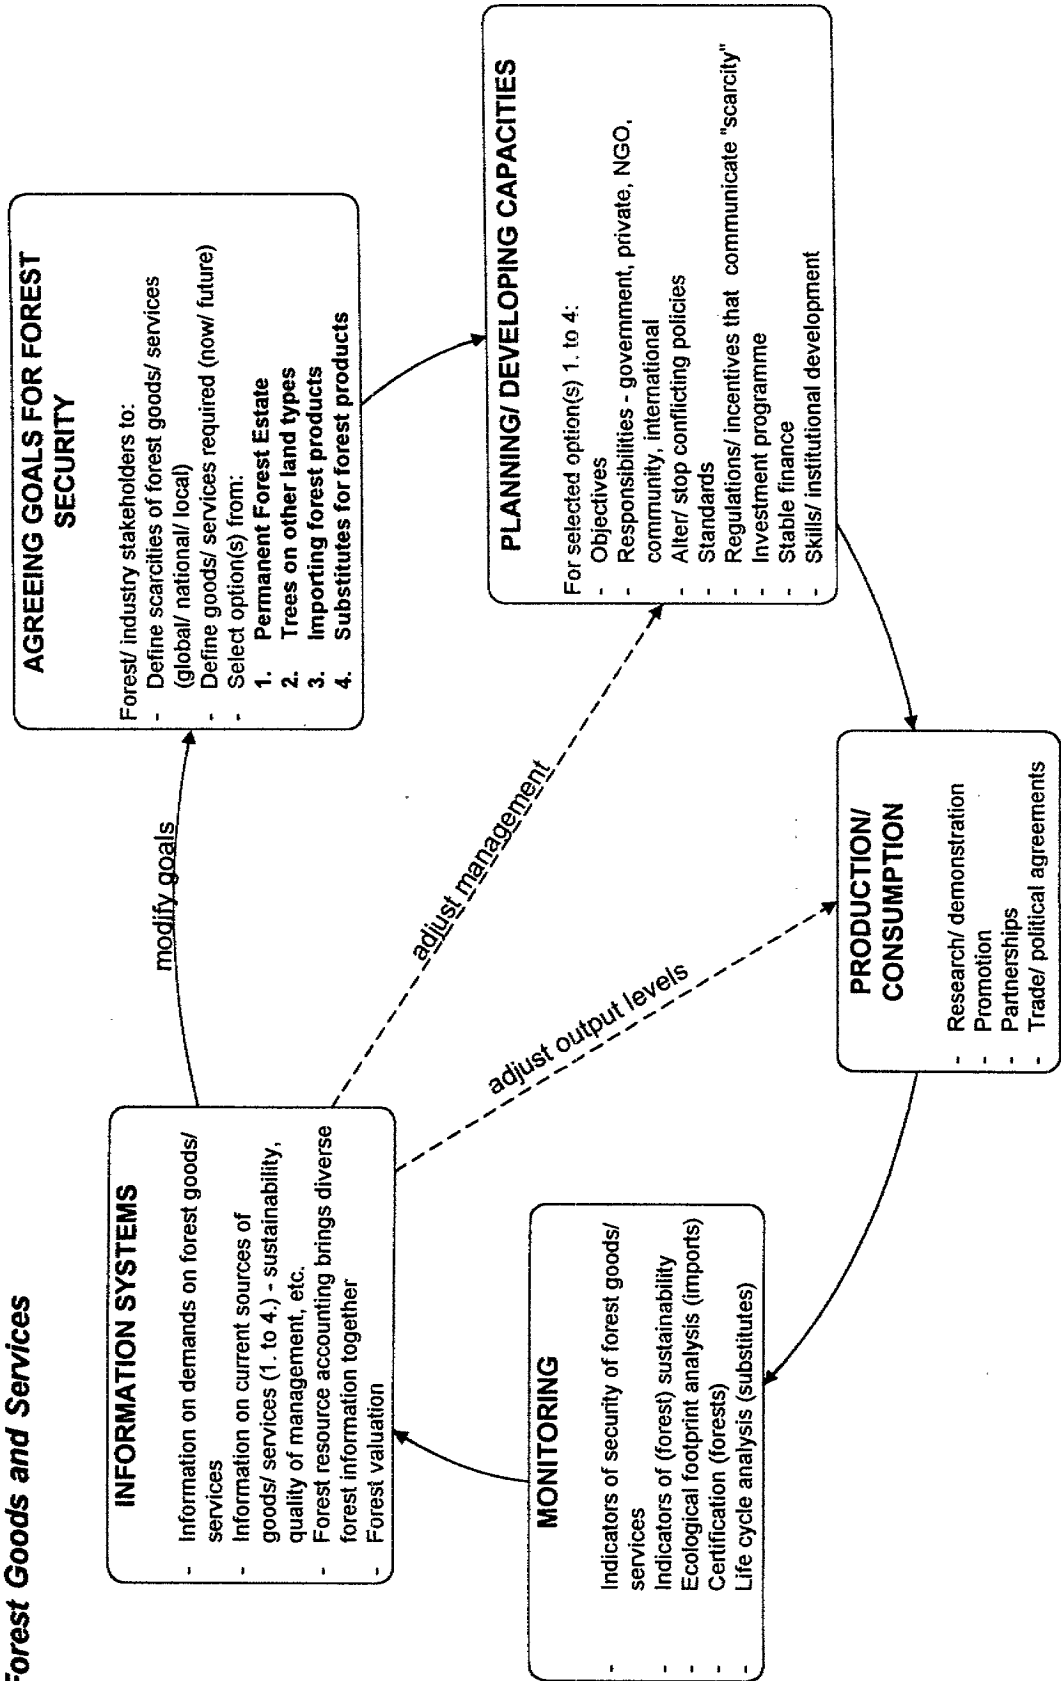 Forest Goods and Services
INFORMATION SYSTEMS
- Information on demands on forest goods/
services
- Information on current sources of
goods/ services (1. to 4.) - sustainability,
quality of management, etc.
- Forest resource accounting brings diverse
forest information together
- Forest valuation
modify goals
AGREEING GOALS FOR FOREST
SECURITY
Forest/ industry stakeholders to:
- Define scarcities of forest goods/ services
(global/ national/ local)
- Define goods/ services required (now/ future)
- Select option(s) from:
1. Permanent Forest Estate
2. Trees on other land types
3. Importing forest products
4. Substitutes for forest products
adjust management
adjust output levels
PLANNING/ DEVELOPING CAPACITIES
For selected option(s) 1. to 4:
- Objectives
- Responsibilities - government, private, NGO,
community, international
- Alter/ stop conflicting policies
- Standards
- Regulations/ incentives that communicate "scarcity"
- Investment programme
- Stable finance
- Skills/ institutional development
MONITORING
- Indicators of security of forest goods/
services
- Indicators of (forest) sustainability
- Ecological footprint analysis (imports)
- Certification (forests)
- Life cycle analysis (substitutes)
PRODUCTION/
CONSUMPTION
- Research/ demonstration
- Promotion
- Partnerships
- Trade/ political agreements